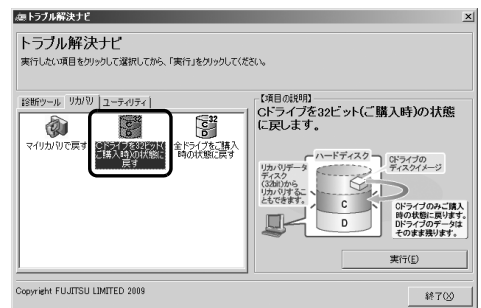 トラブル解決ナビ
トラブル解決ナビ
実行したい項目をクリックして選択してから、「実行」をクリックしてください。
診断ツール リカバリ ユーティリティ
マイリカバリで戻す
Cドライブを32ビット(ご購入時)の状態に戻す
全ドライブをご購入時の状態に戻す
【項目の説明】
Cドライブを32ビット(ご購入時)の状態
に戻します。
ハードディスク
Cドライブの
ディスクイメージ
リカバリデータ
ディスク
(32bit)から
リカバリするこ
ともできます。
C
D
Cドライブのみご購入
時の状態に戻ります。
Dドライブのデータは
そのまま残ります。
実行(E)
Copyright FUJITSU LIMITED 2009
終了(X)